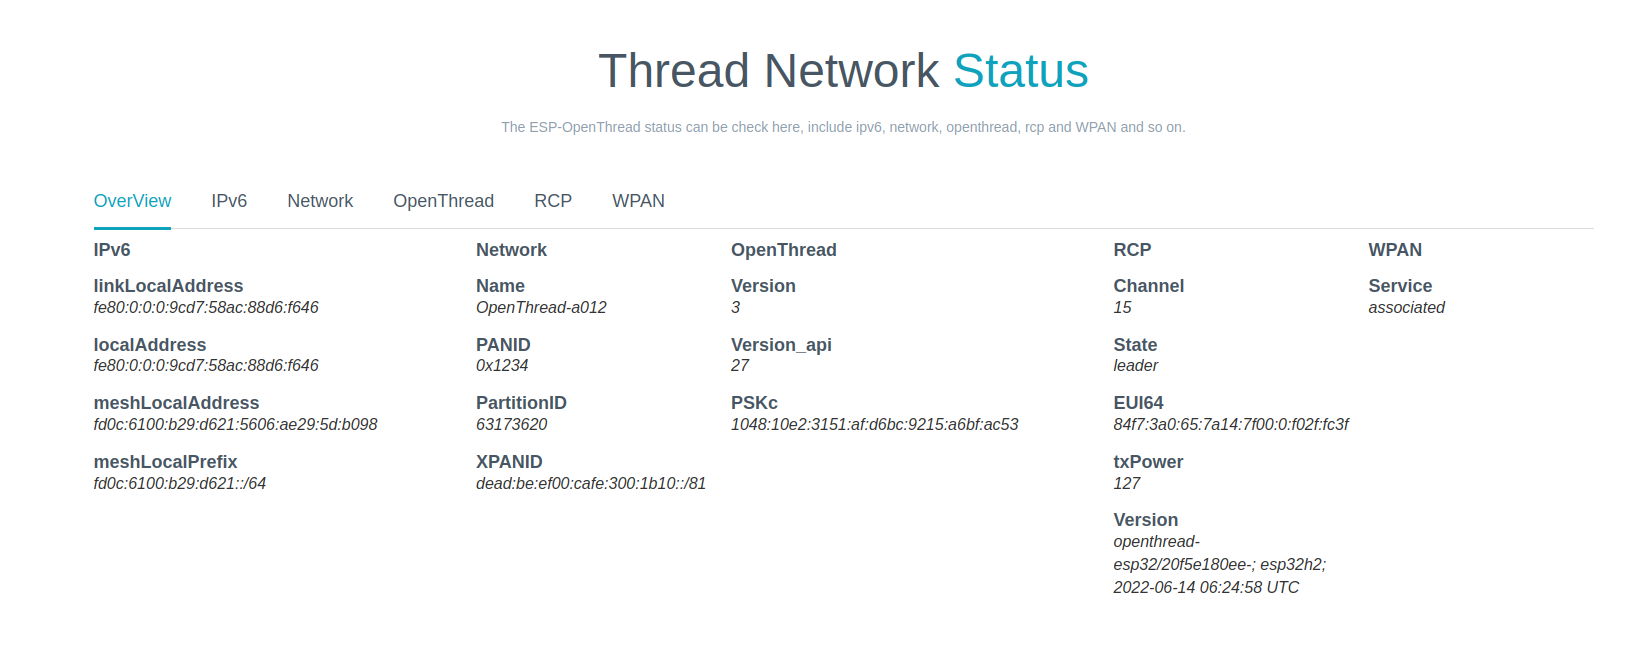 Thread Network Status
The ESP-OpenThread status can be check here, include ipv6, network, openthread, rcp and WPAN and so on.
OverView IPv6 Network OpenThread RCP WPAN
IPv6
linkLocalAddress
fe80:0:0:0:9cd7:58ac:88d6:f646
localAddress
fe80:0:0:0:9cd7:58ac:88d6:f646
meshLocalAddress
fd0c:6100:b29:d621:5606:ae29:5d:b098
meshLocalPrefix
fd0c:6100:b29:d621::/64
Network
Name
OpenThread-a012
PANID
0x1234
PartitionID
63173620
XPANID
dead:be:ef00:cafe:300:1b10::/81
OpenThread
Version
3
Version_api
27
PSKc
1048:10e2:3151:af:d6bc:9215:a6bf:ac53
RCP
Channel
15
State
leader
EUI64
84f7:3a0:65:7a14:7f00:0:f02f:fc3f
txPower
127
Version
openthread-
esp32/20f5e180ee-; esp32h2;
2022-06-14 06:24:58 UTC
WPAN
Service
associated